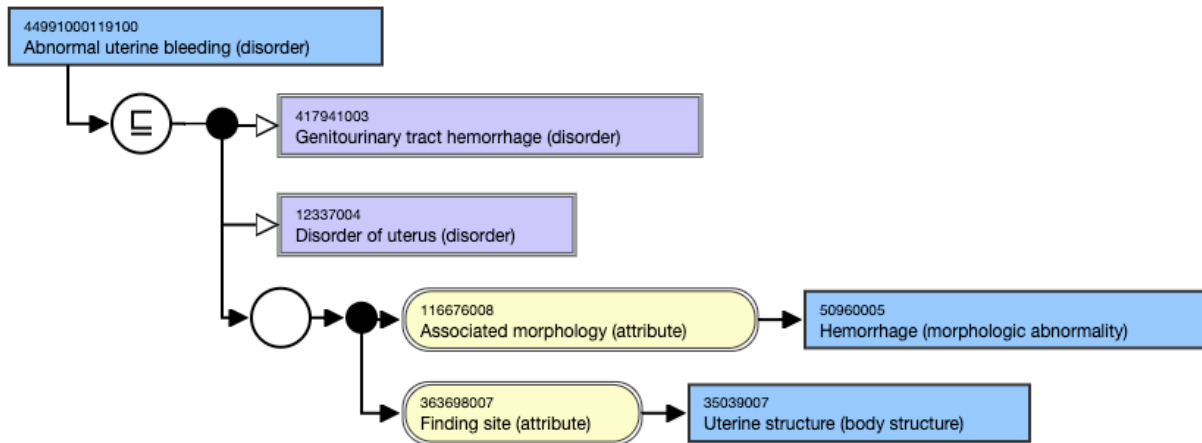 44991000119100
Abnormal uterine bleeding (disorder)
⊑
417941003
Genitourinary tract hemorrhage (disorder)
12337004
Disorder of uterus (disorder)
116676008
Associated morphology (attribute)
50960005
Hemorrhage (morphologic abnormality)
363698007
Finding site (attribute)
35039007
Uterine structure (body structure)